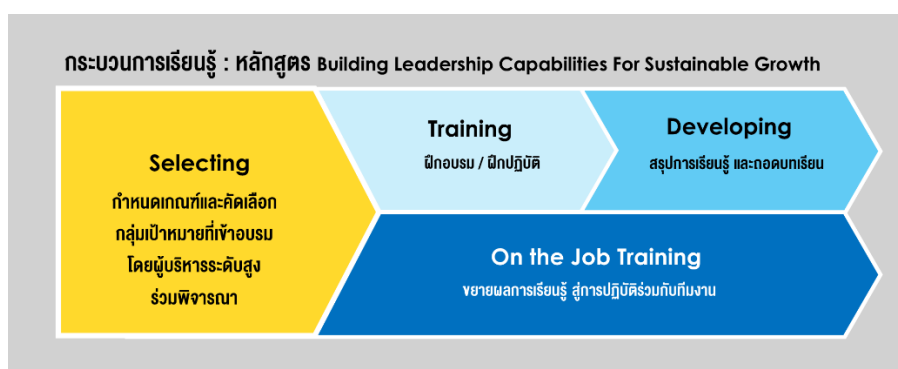 กระบวนการเรียนรู้ : หลักสูตร Building Leadership Capabilities For Sustainable Growth
Selecting
กำหนดเกณฑ์และคัดเลือก
กลุ่มเป้าหมายที่เข้าอบรม
โดยผู้บริหารระดับสูง
ร่วมพิจารณา
Training
ฝึกอบรม / ฝึกปฏิบัติ
Developing
สรุปการเรียนรู้ และถอดบทเรียน
On the Job Training
ขยายผลการเรียนรู้ สู่การปฏิบัติร่วมกับทีมงาน